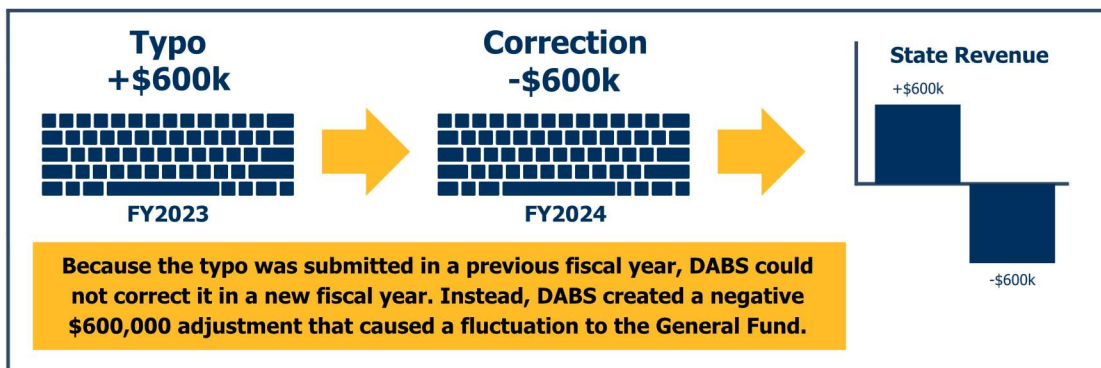 Typo
+$600k
FY2023
Correction
-$600k
FY2024
State Revenue
+$600k
-$600k
Because the typo was submitted in a previous fiscal year, DABS could
not correct it in a new fiscal year. Instead, DABS created a negative
$600,000 adjustment that caused a fluctuation to the General Fund.